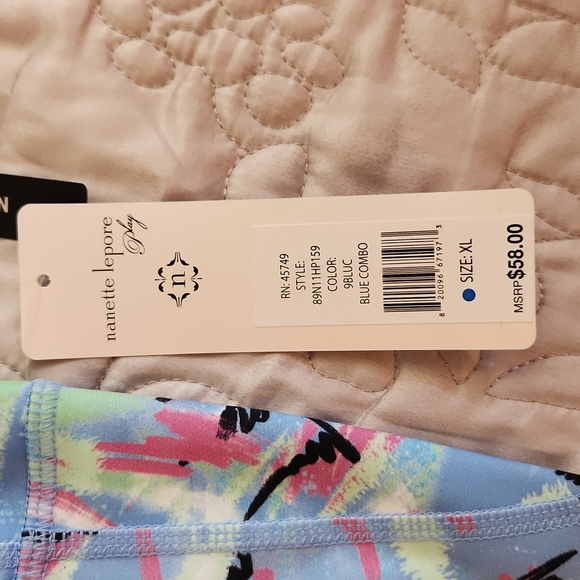 N
nanette lepore
Play
n
RN: 45749
STYLE:
89N11HP159
COLOR:
9BLUC
BLUE COMBO
8 20096 67197 3
SIZE: XL
MSRP $58.00